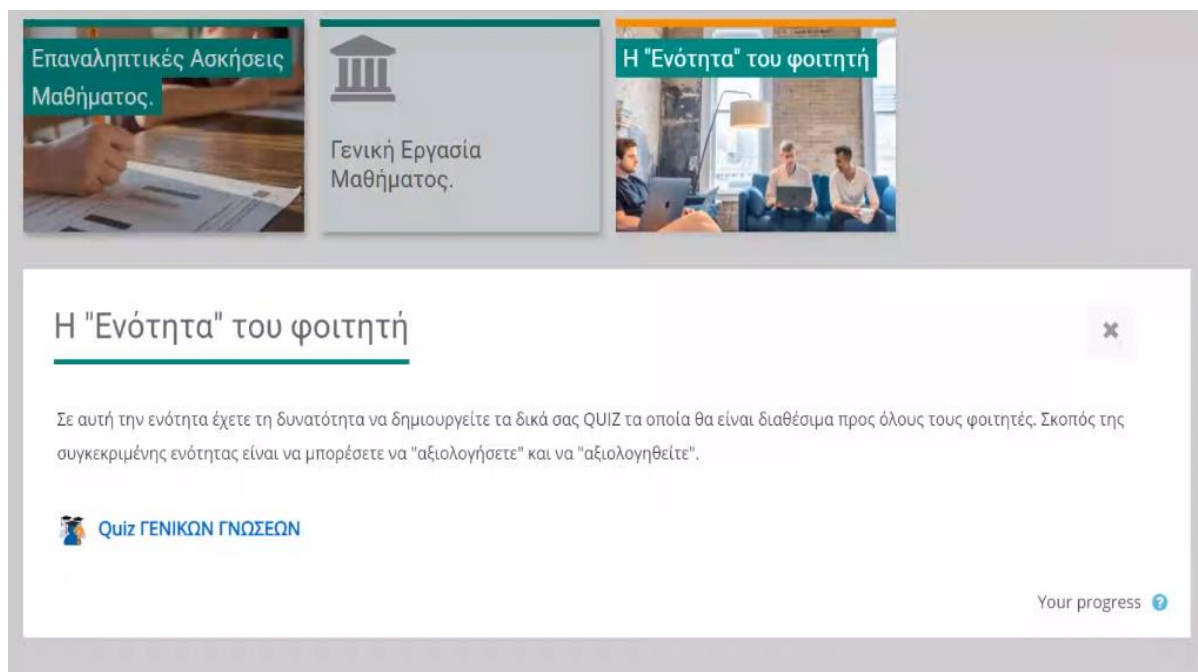 Επαναληπτικές Ασκήσεις
Μαθήματος.
Γενική Εργασία
Μαθήματος.
Η "Ενότητα" του φοιτητή
Η "Ενότητα" του φοιτητή
Σε αυτή την ενότητα έχετε τη δυνατότητα να δημιουργείτε τα δικά σας QUIZ τα οποία θα είναι διαθέσιμα προς όλους τους φοιτητές. Σκοπός της
συγκεκριμένης ενότητας είναι να μπορέσετε να "αξιολογήσετε" και να "αξιολογηθείτε".
Quiz ΓΕΝΙΚΩΝ ΓΝΩΣΕΩΝ
Your progress